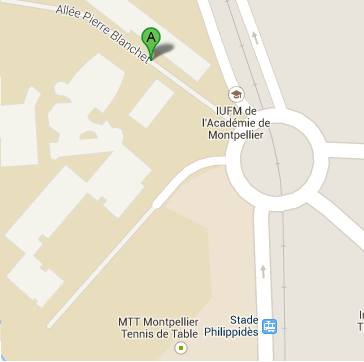 Allée Pierre Blanchet
A
IUFM de
l'Académie de
Montpellier
MTT Montpellier
Tennis de Table
Stade
Philippidès